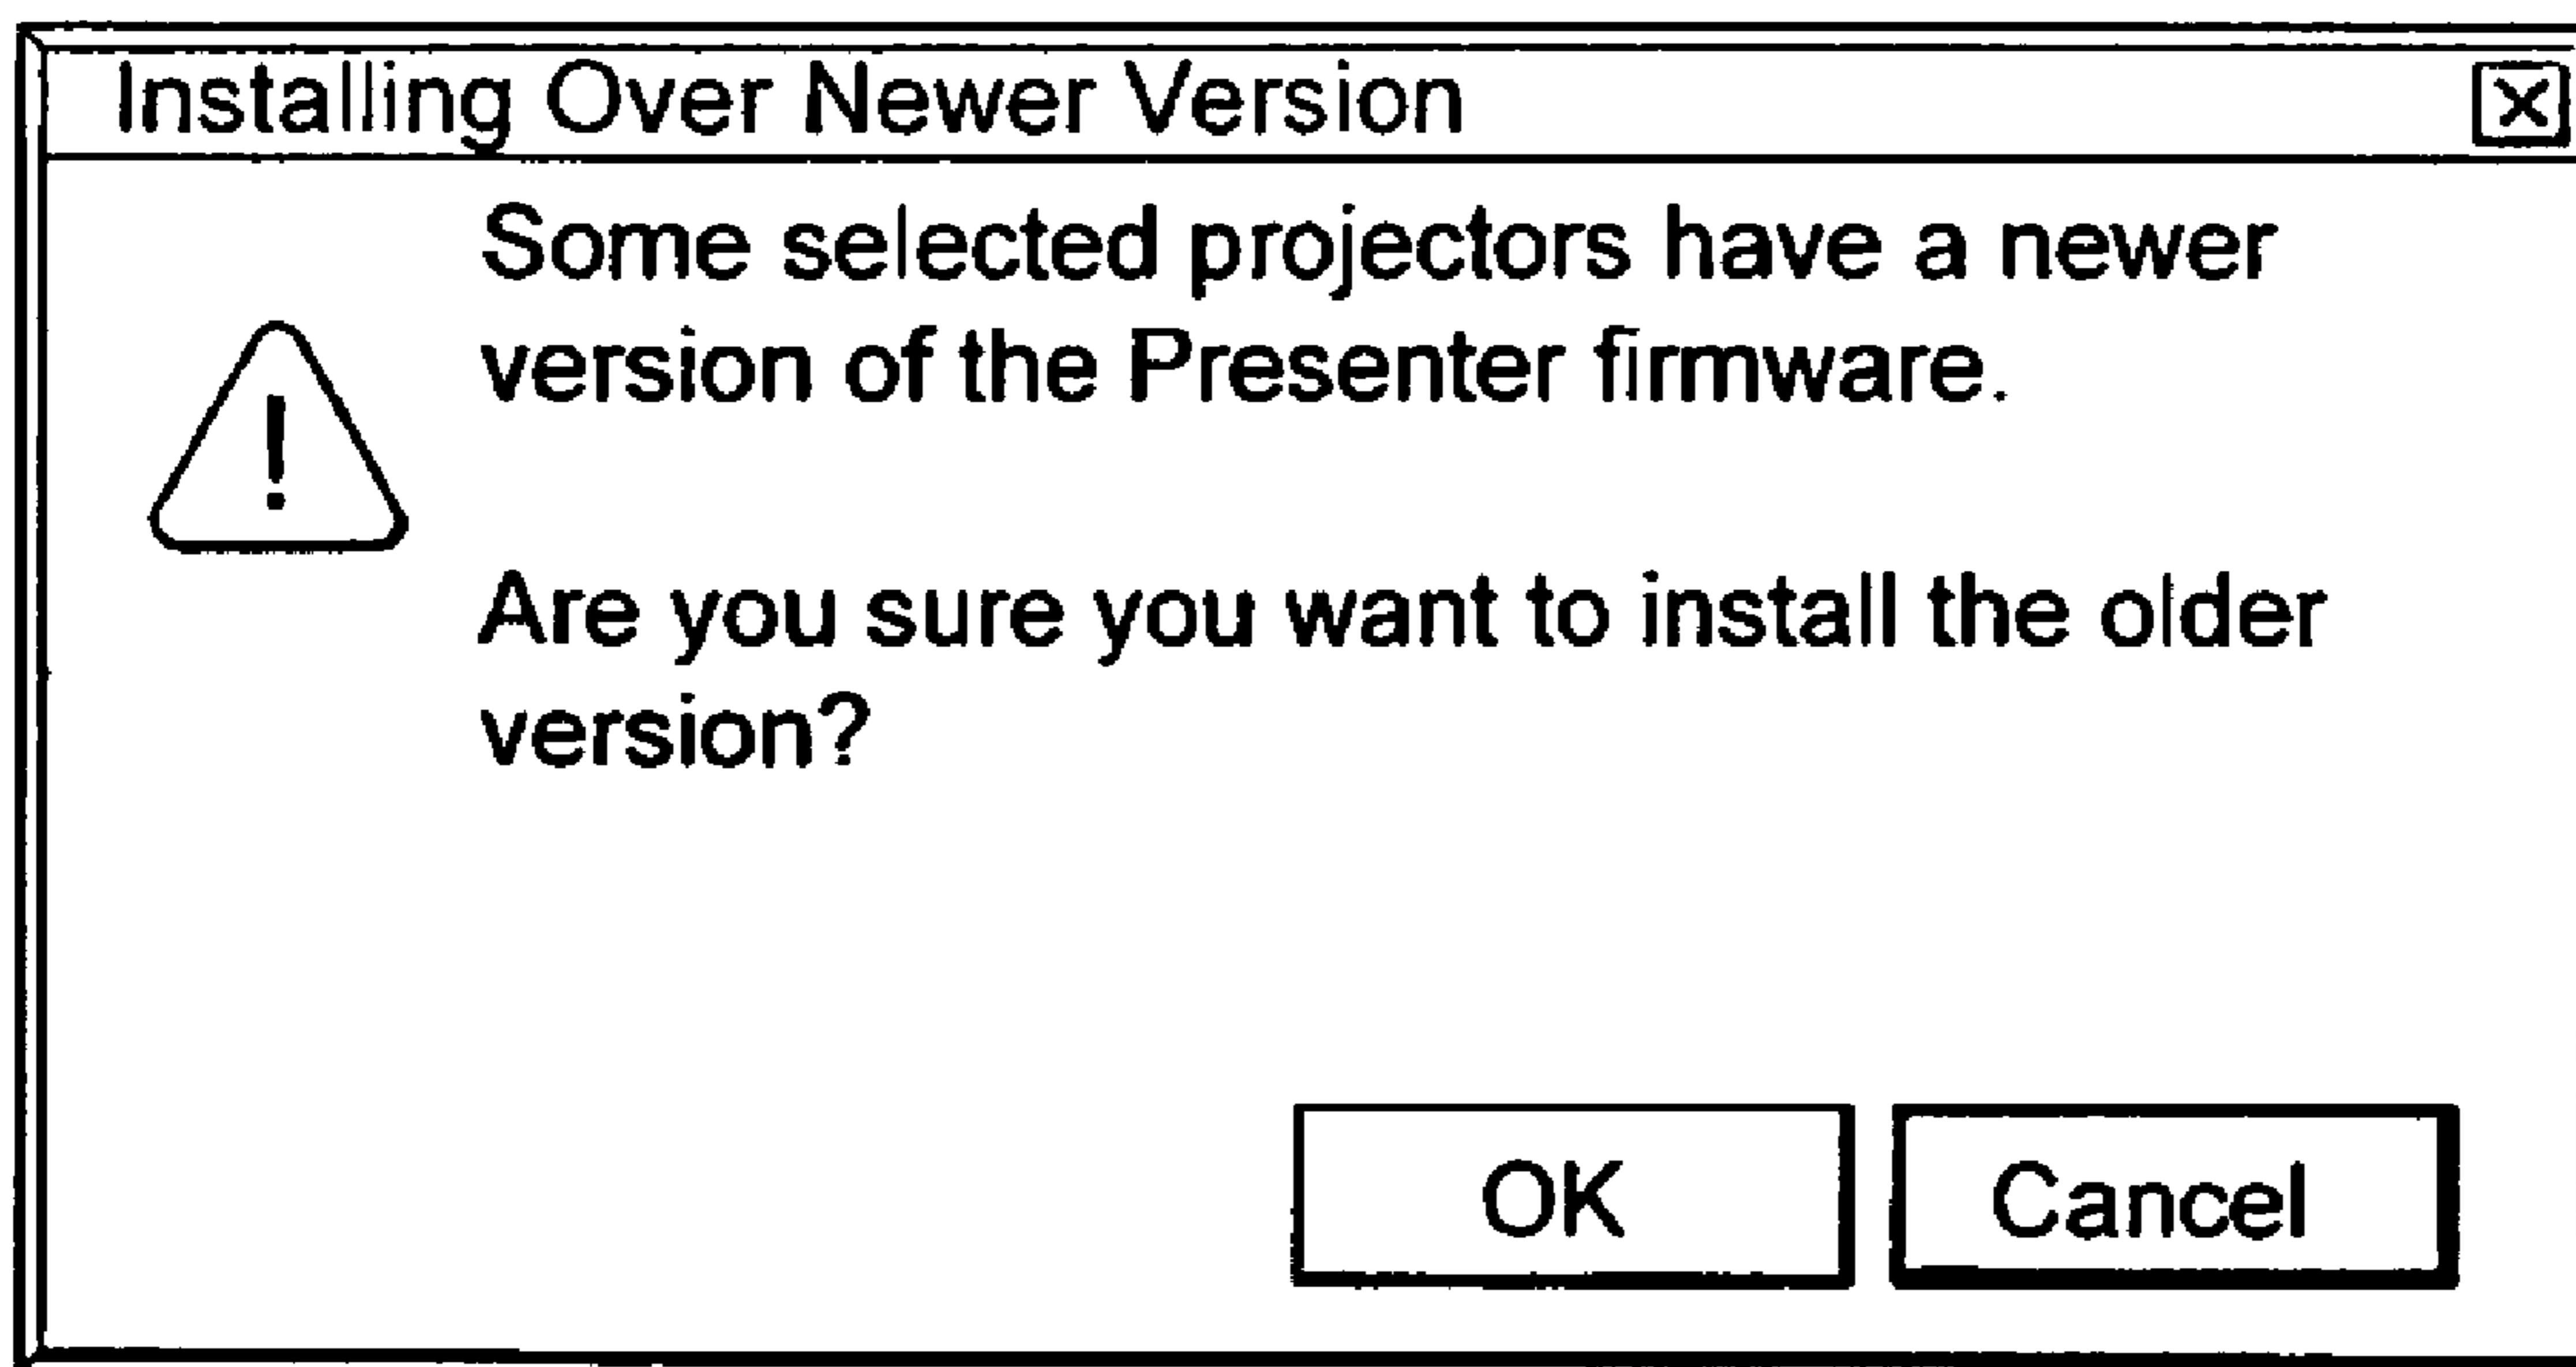 Installing Over Newer Version
Some selected projectors have a newer
version of the Presenter firmware.
!
Are you sure you want to install the older
version?
OK Cancel